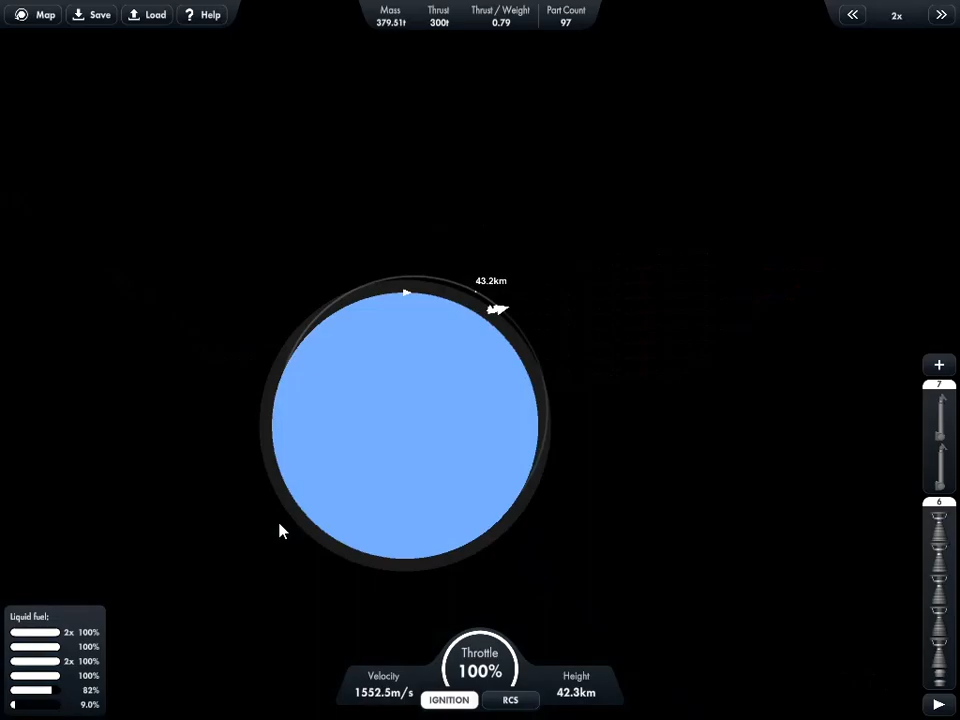 Map
Save
Load
? Help
Mass
379.51t
Thrust
300t
Thrust / Weight
0.79
Part Count
97
2x
43.2km
7
6
Liquid fuel:
2x 100%
100%
2x 100%
100%
82%
9.0%
Throttle
100%
Velocity
1552.5m/s
Height
42.3km
IGNITION
RCS